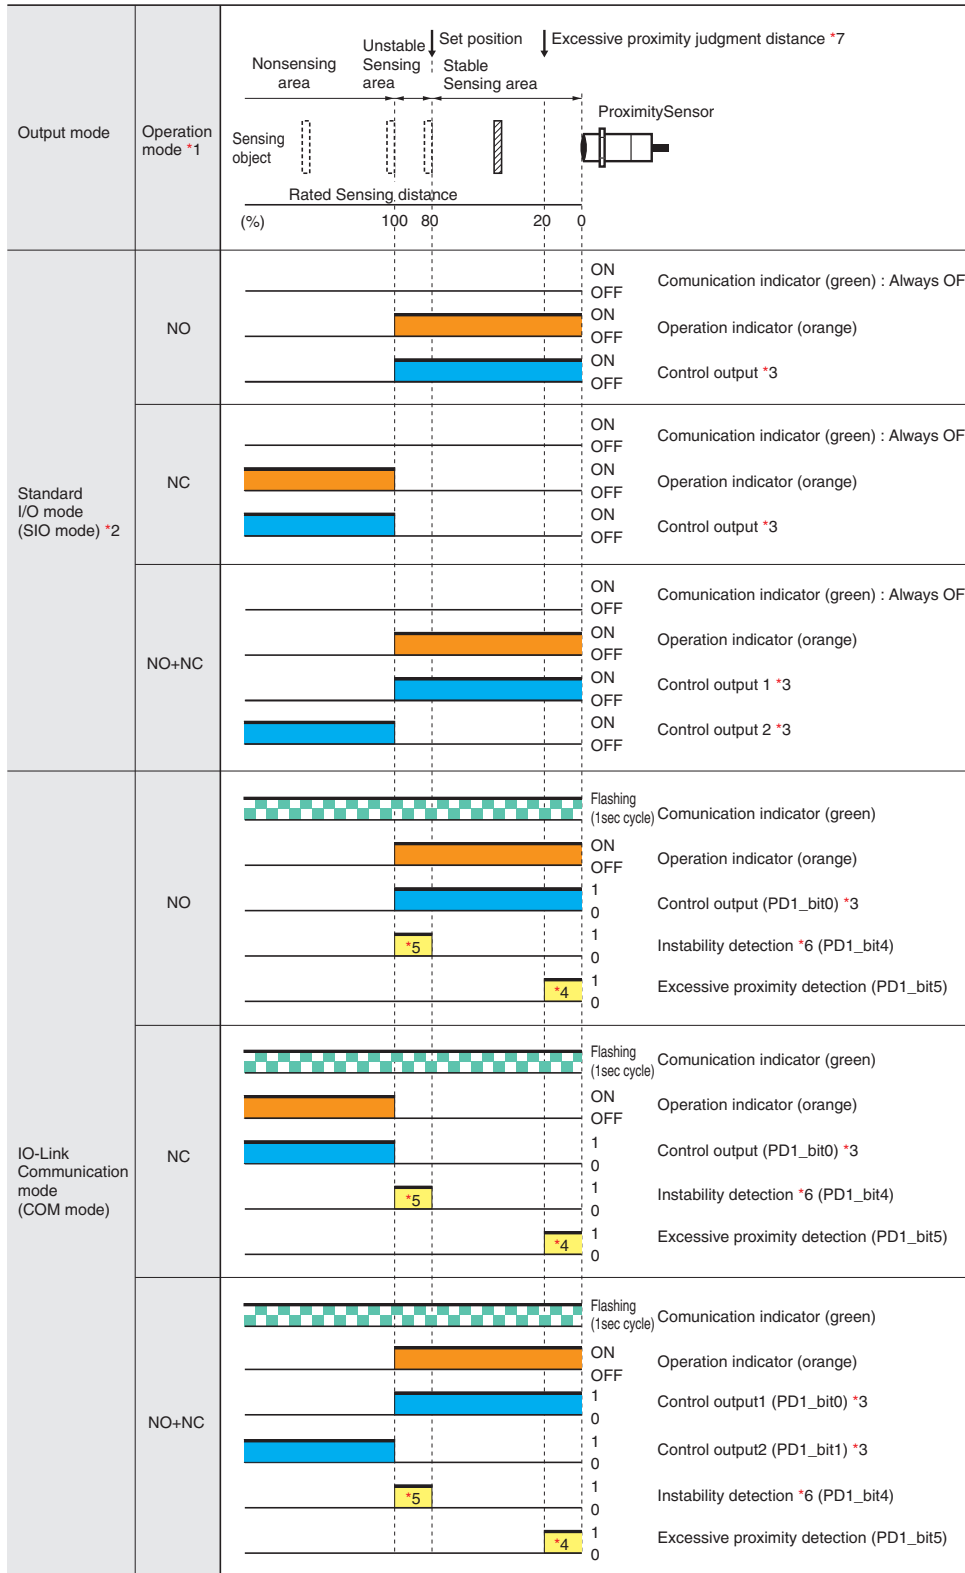 Output mode
Operation
mode *1
Nonsensing
area
Unstable
Sensing
area
Set position
Stable
Sensing area
Excessive proximity judgment distance *7
ProximitySensor
Sensing
object
Rated Sensing distance
(%)
100 80 20 0
Standard
I/O mode
(SIO mode) *2
NO
ON
OFF
Comunication indicator (green) : Always OF
ON
OFF
Operation indicator (orange)
ON
OFF
Control output *3
NC
ON
OFF
Comunication indicator (green) : Always OF
ON
OFF
Operation indicator (orange)
ON
OFF
Control output *3
NO+NC
ON
OFF
Comunication indicator (green) : Always OF
ON
OFF
Operation indicator (orange)
ON
OFF
Control output 1 *3
ON
OFF
Control output 2 *3
IO-Link
Communication
mode
(COM mode)
NO
Flashing
(1sec cycle)
Comunication indicator (green)
ON
OFF
Operation indicator (orange)
1
0
Control output (PD1_bit0) *3
*5
1
0
Instability detection *6 (PD1_bit4)
*4
1
0
Excessive proximity detection (PD1_bit5)
NC
Flashing
(1sec cycle)
Comunication indicator (green)
ON
OFF
Operation indicator (orange)
1
0
Control output (PD1_bit0) *3
*5
1
0
Instability detection *6 (PD1_bit4)
*4
1
0
Excessive proximity detection (PD1_bit5)
NO+NC
Flashing
(1sec cycle)
Comunication indicator (green)
ON
OFF
Operation indicator (orange)
1
0
Control output1 (PD1_bit0) *3
1
0
Control output2 (PD1_bit1) *3
*5
1
0
Instability detection *6 (PD1_bit4)
*4
1
0
Excessive proximity detection (PD1_bit5)